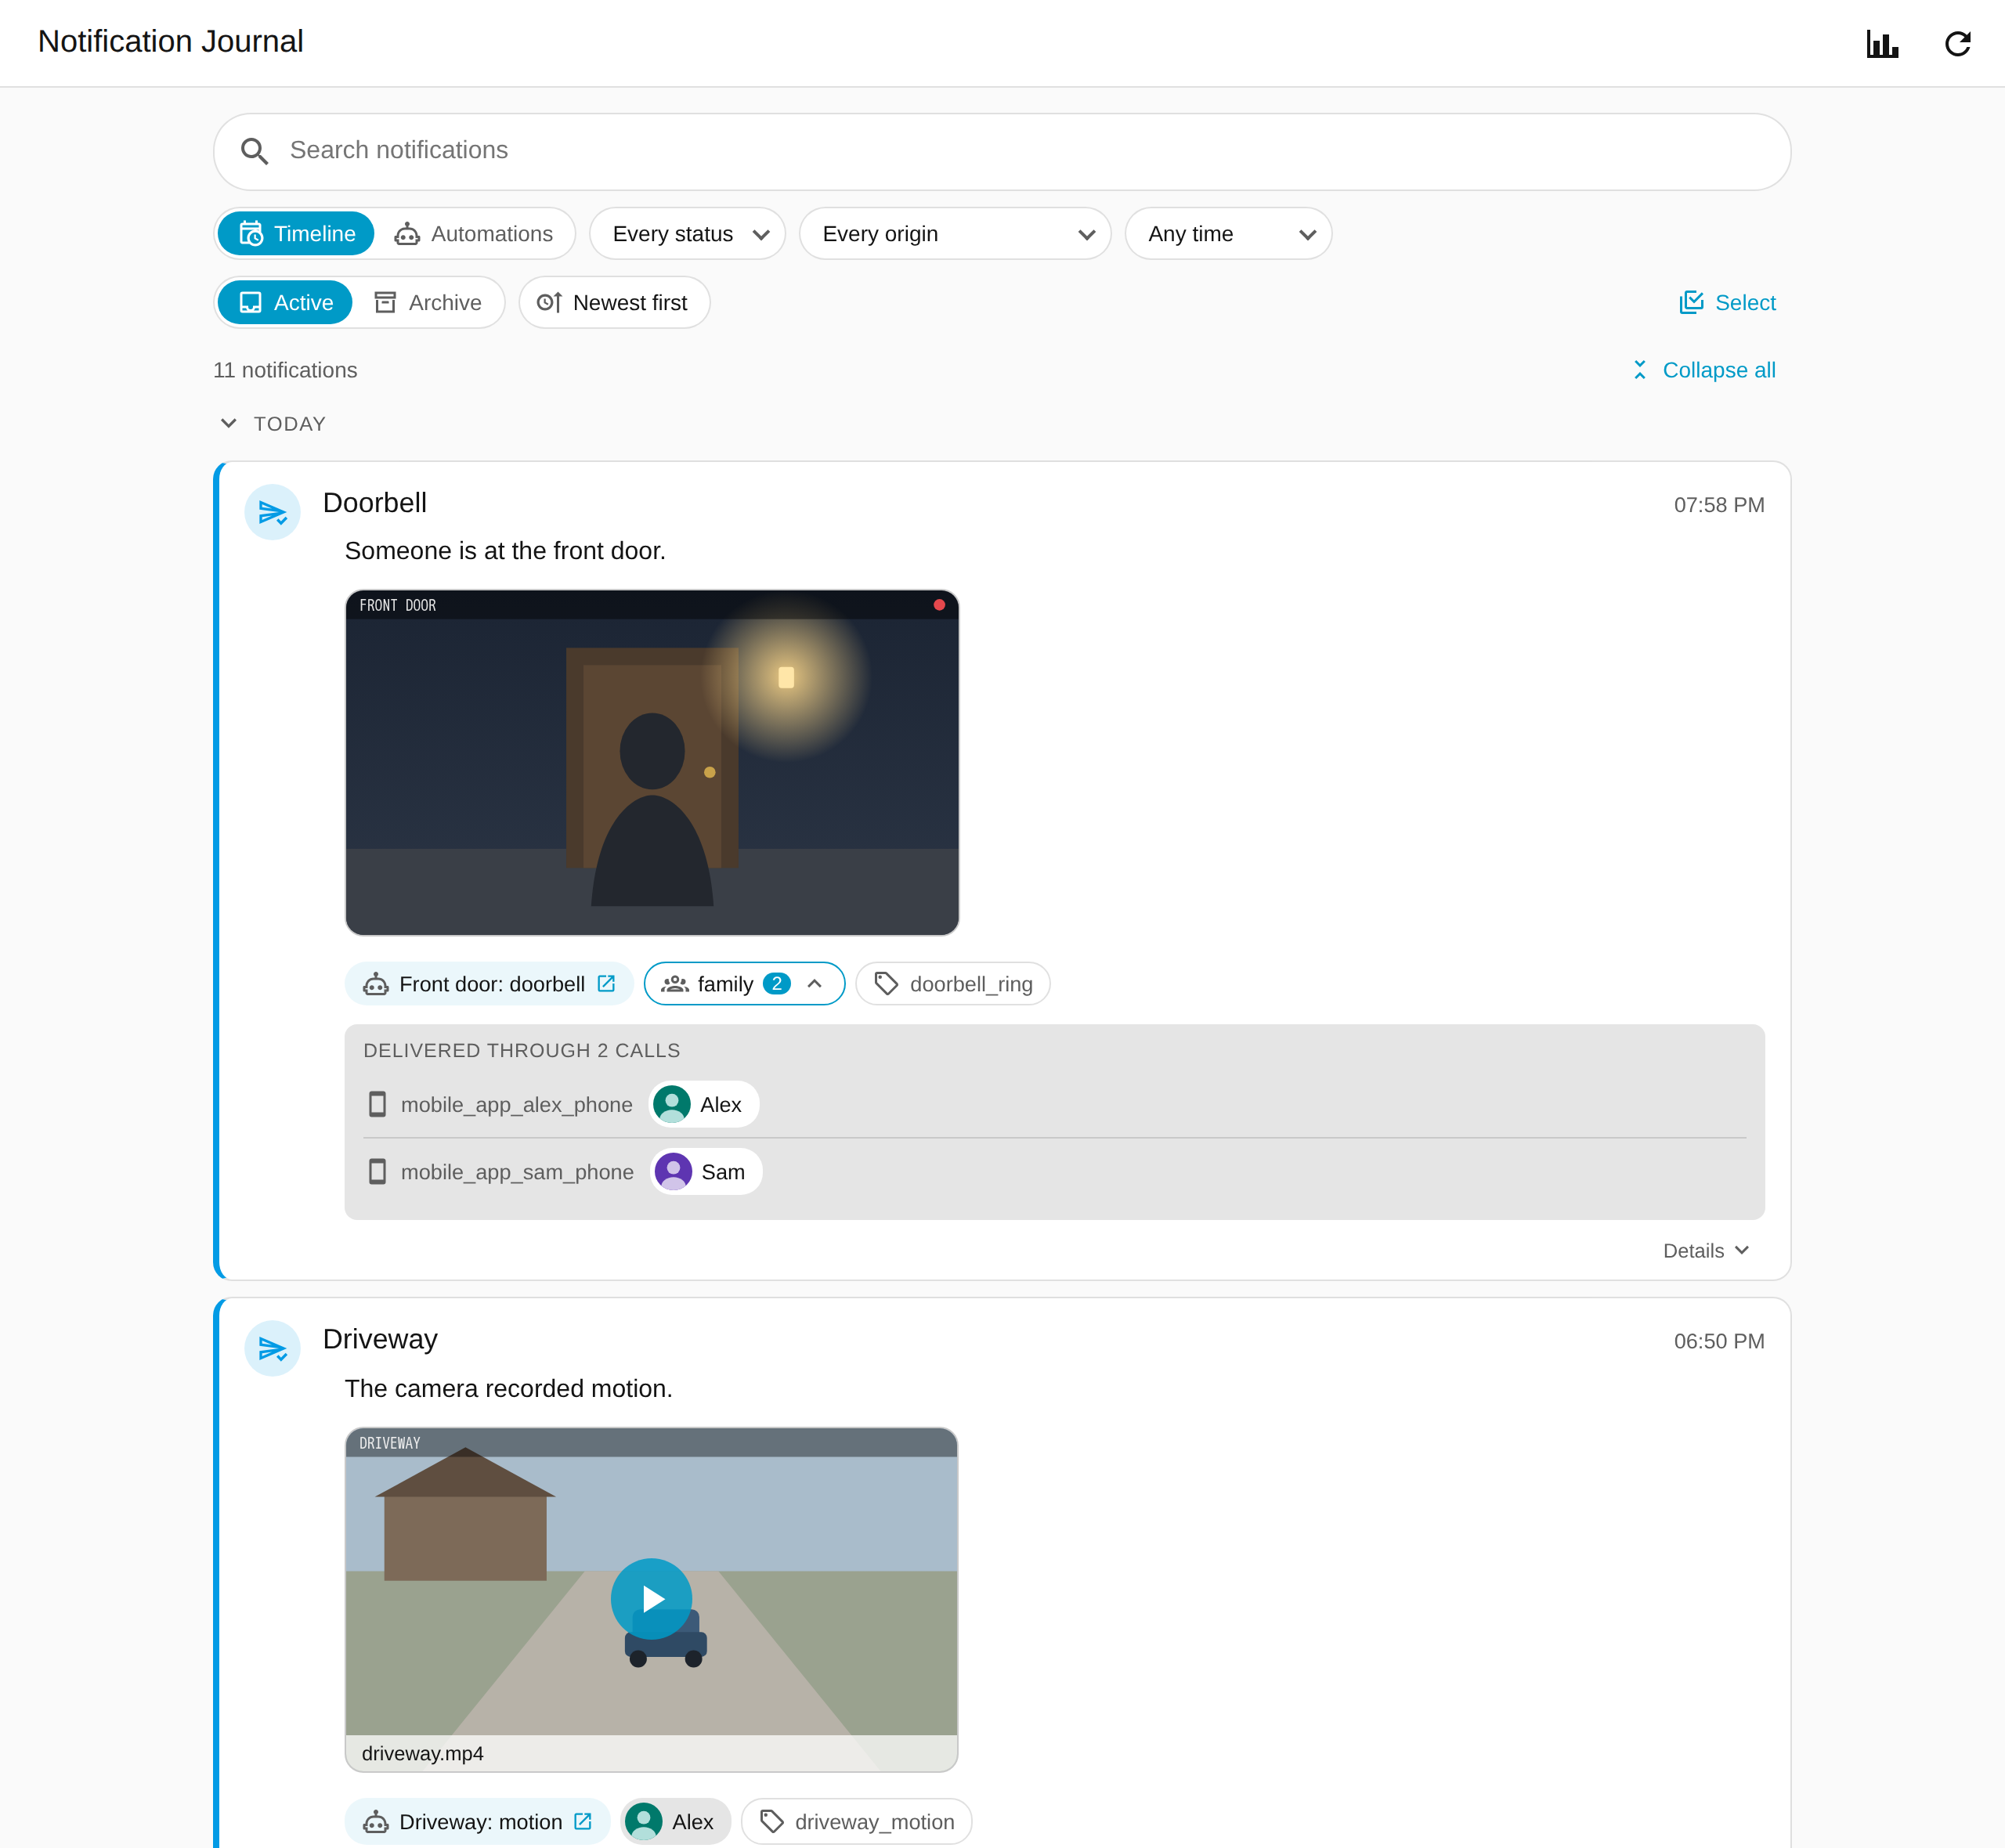 Notification Journal
Search notifications
Timeline Automations Every status Every origin Any time
Active Archive Newest first Select
11 notifications Collapse all
TODAY
Doorbell 07:58 PM
Someone is at the front door.
FRONT DOOR
Front door: doorbell family 2 doorbell_ring
DELIVERED THROUGH 2 CALLS
mobile_app_alex_phone Alex
mobile_app_sam_phone Sam
Details
Driveway 06:50 PM
The camera recorded motion.
DRIVEWAY
driveway.mp4
Driveway: motion Alex driveway_motion